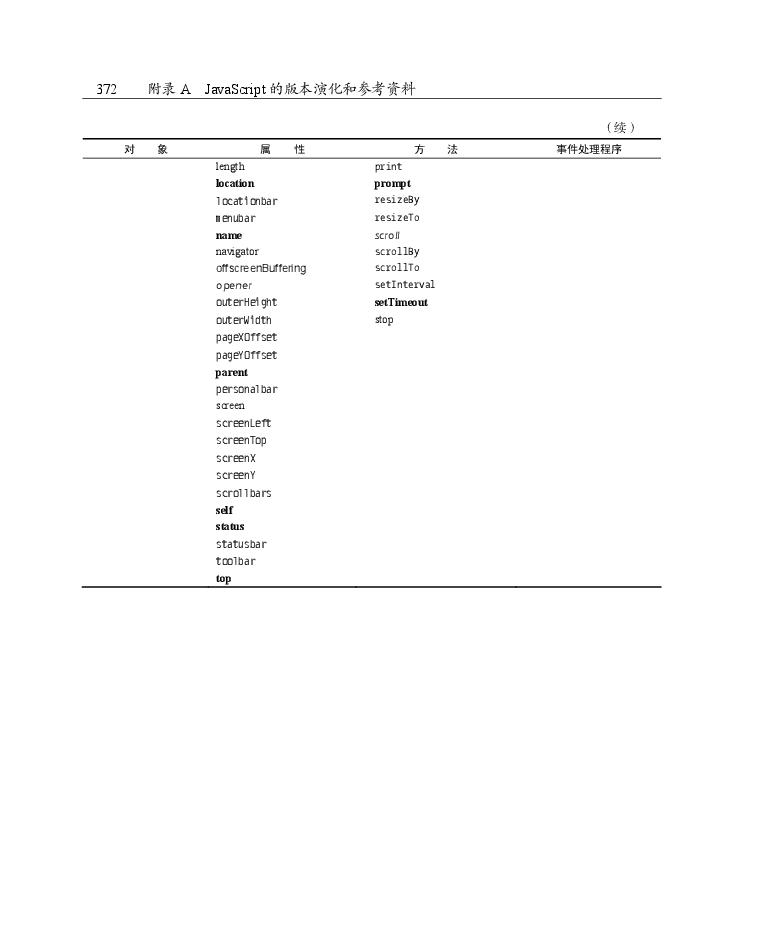 372 附录 A JavaScript 的版本演化和参考资料
（续）
对 象 属 性 方 法 事件处理程序
length print
location prompt
locationbar resizeBy
menubar resizeTo
name scroll
navigator scrollBy
offscreenBuffering scrollTo
opener setInterval
outerHeight setTimeout
outerWidth stop
pageXOffset
pageYOffset
parent
personalbar
screen
screenLeft
screenTop
screenX
screenY
scrollbars
self
status
statusbar
toolbar
top